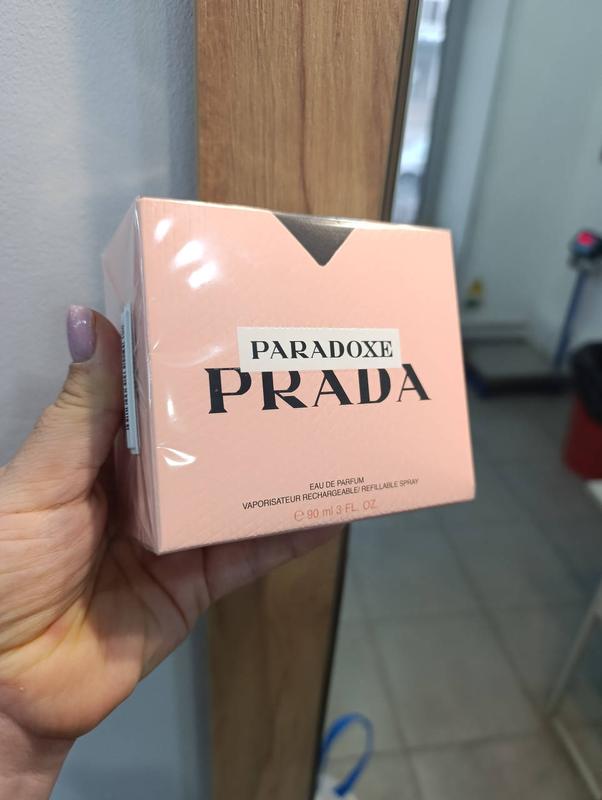 PARADOXE
PRADA
EAU DE PARFUM
VAPORISATEUR RECHARGEABLE/ REFILLABLE SPRAY
℮ 90 ml 3 FL. OZ.